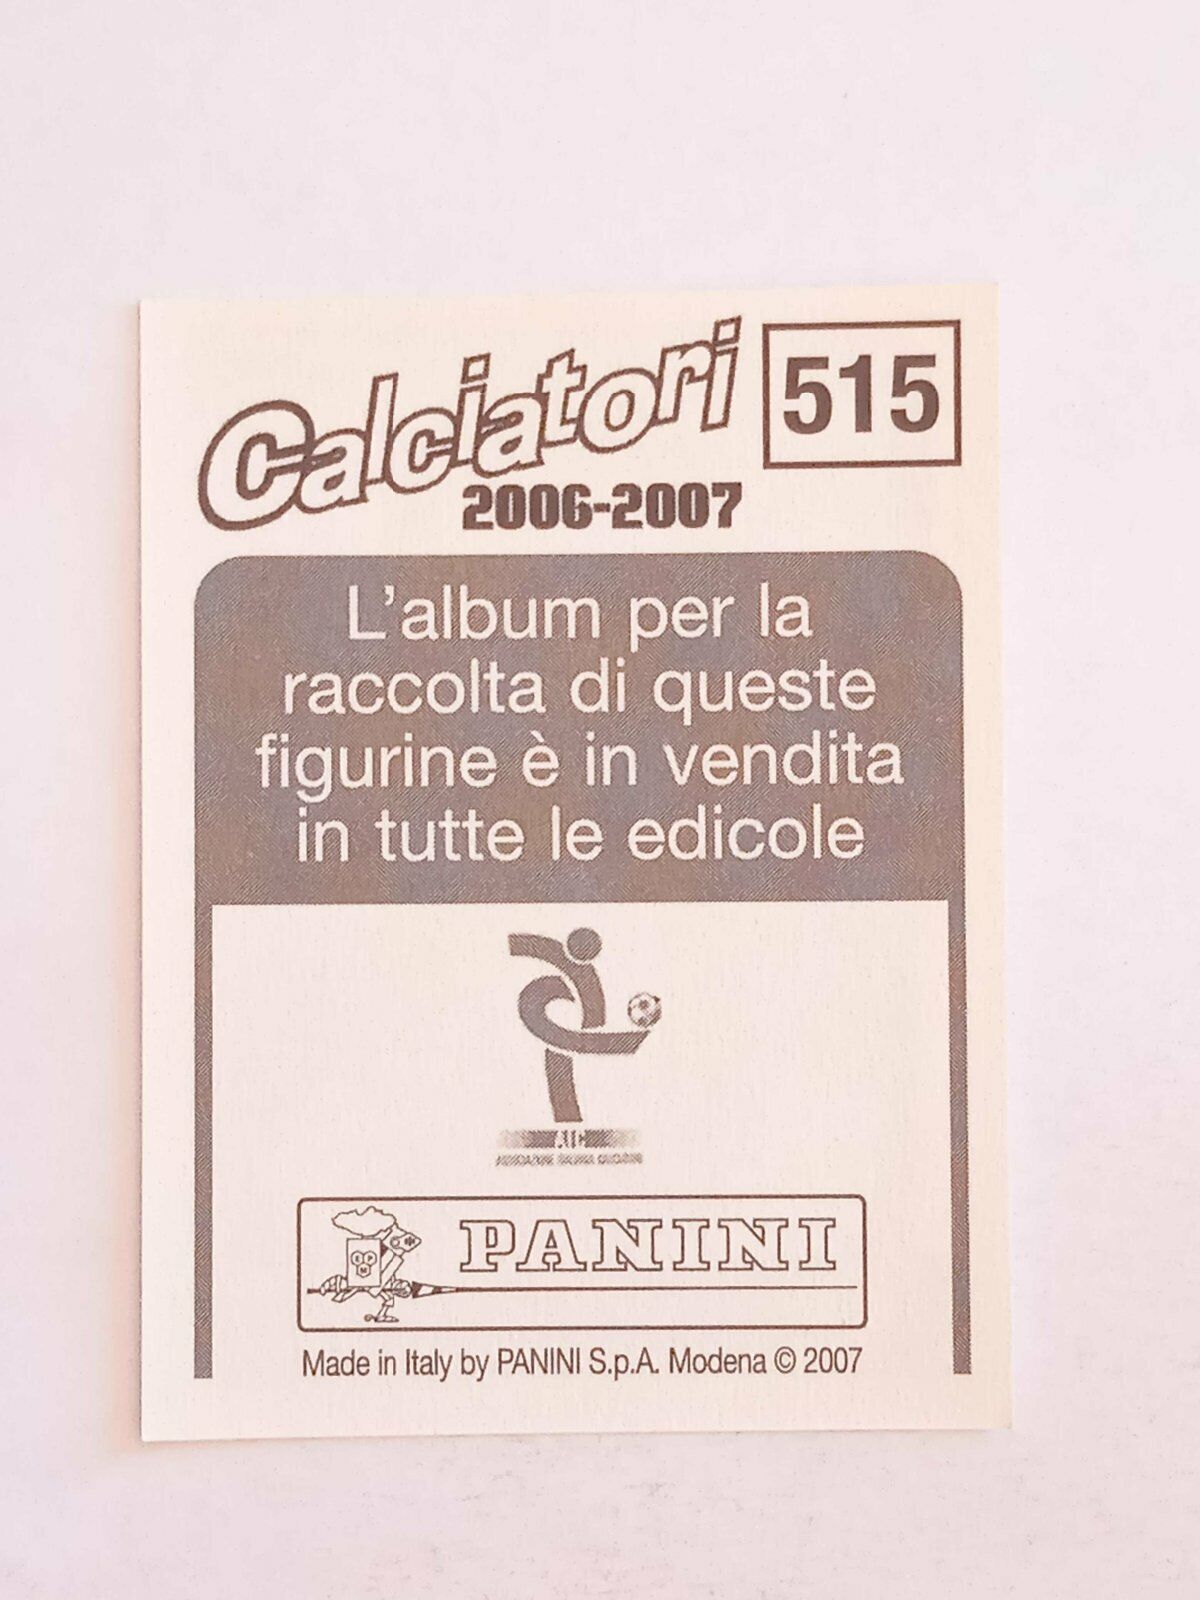 Calciatori
515
2006-2007
L'album per la
raccolta di queste
figurine è in vendita
in tutte le edicole
AIC
PANINI
Made in Italy by PANINI S.p.A. Modena © 2007